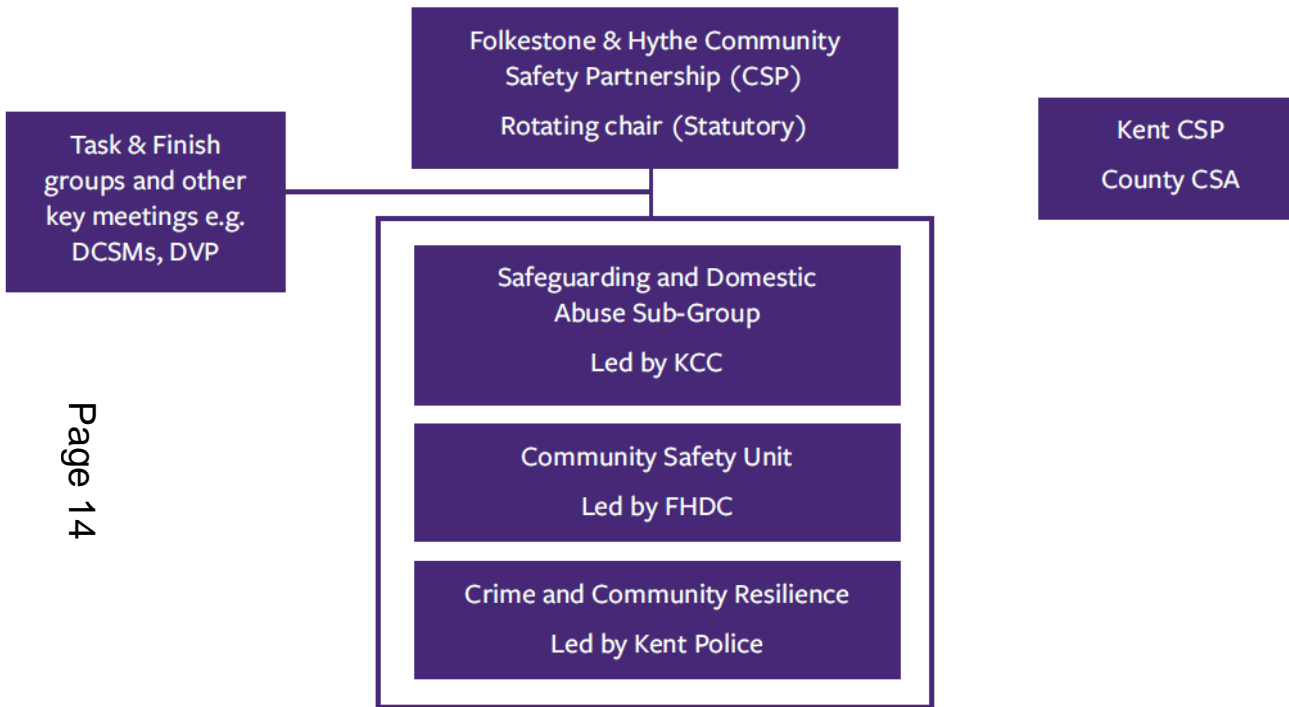 Folkestone & Hythe Community
Safety Partnership (CSP)
Rotating chair (Statutory)
Task & Finish
groups and other
key meetings e.g.
DCSMs, DVP
Kent CSP
County CSA
Safeguarding and Domestic
Abuse Sub-Group
Led by KCC
Community Safety Unit
Led by FHDC
Crime and Community Resilience
Led by Kent Police
Page 14